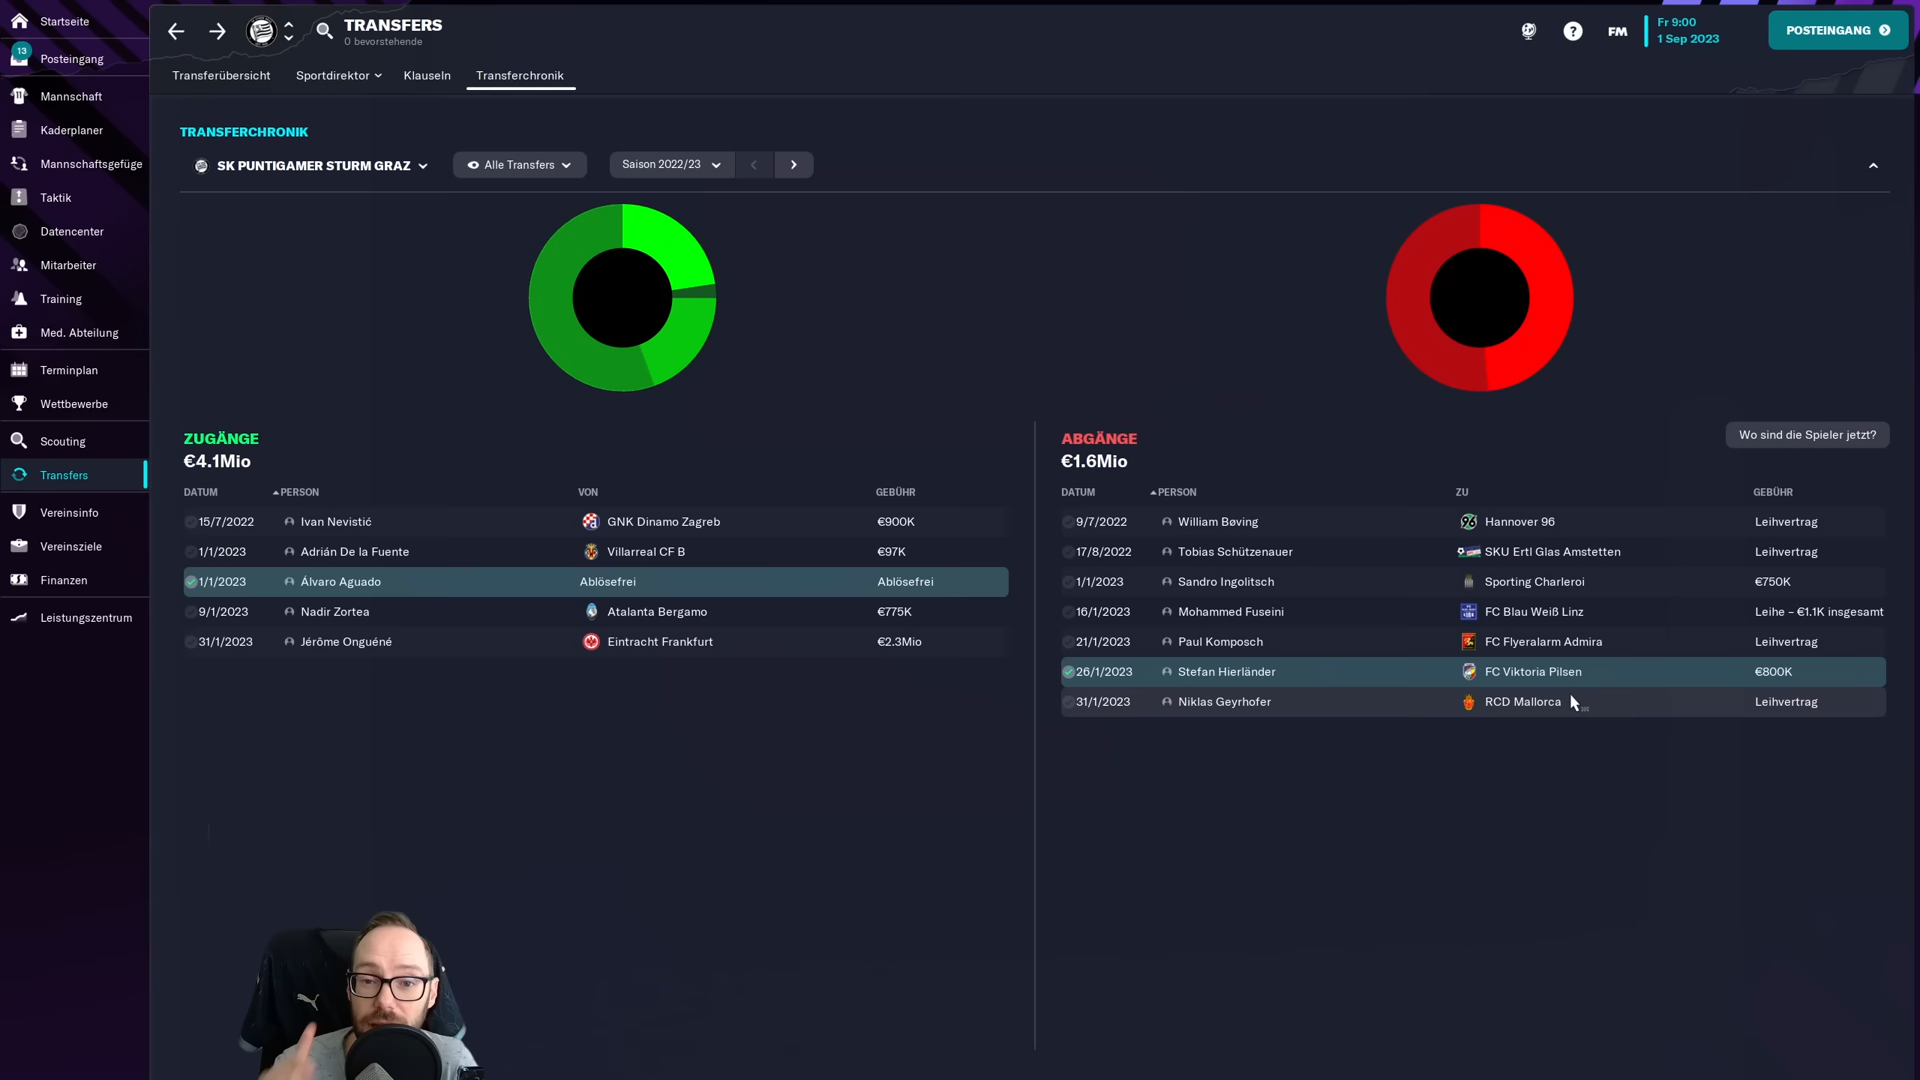 Startseite
13
Posteingang
Mannschaft
Kaderplaner
Mannschaftsgefüge
Taktik
Datencenter
Mitarbeiter
Training
Med. Abteilung
Terminplan
Wettbewerbe
Scouting
Transfers
Vereinsinfo
Vereinsziele
Finanzen
Leistungszentrum
TRANSFERS
0 bevorstehende
FM
Fr 9:00
1 Sep 2023
POSTEINGANG
Transferübersicht Sportdirektor Klauseln Transferchronik
TRANSFERCHRONIK
SK PUNTIGAMER STURM GRAZ Alle Transfers Saison 2022/23
ZUGÄNGE
€4.1Mio
DATUM PERSON VON GEBÜHR
15/7/2022 Ivan Nevistić GNK Dinamo Zagreb €900K
1/1/2023 Adrián De la Fuente Villarreal CF B €97K
1/1/2023 Álvaro Aguado Ablösefrei Ablösefrei
9/1/2023 Nadir Zortea Atalanta Bergamo €775K
31/1/2023 Jérôme Onguéné Eintracht Frankfurt €2.3Mio
ABGÄNGE
€1.6Mio
Wo sind die Spieler jetzt?
DATUM PERSON ZU GEBÜHR
9/7/2022 William Bøving Hannover 96 Leihvertrag
17/8/2022 Tobias Schützenauer SKU Ertl Glas Amstetten Leihvertrag
1/1/2023 Sandro Ingolitsch Sporting Charleroi €750K
16/1/2023 Mohammed Fuseini FC Blau Weiß Linz Leihe – €1.1K insgesamt
21/1/2023 Paul Komposch FC Flyeralarm Admira Leihvertrag
26/1/2023 Stefan Hierländer FC Viktoria Pilsen €800K
31/1/2023 Niklas Geyrhofer RCD Mallorca Leihvertrag